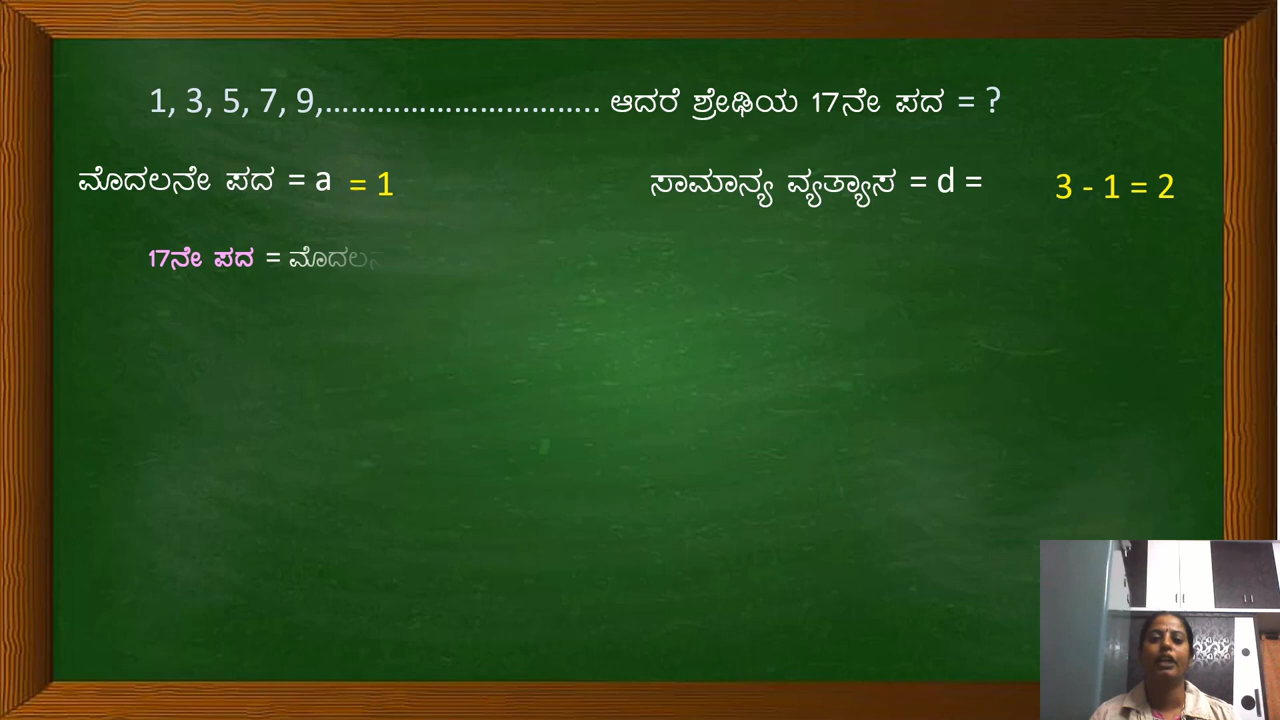 1, 3, 5, 7, 9,................................. ಆದರೆ ಶ್ರೇಢಿಯ 17ನೇ ಪದ = ?
ಮೊದಲನೇ ಪದ = a = 1 ಸಾಮಾನ್ಯ ವ್ಯತ್ಯಾಸ = d = 3 - 1 = 2
17ನೇ ಪದ =